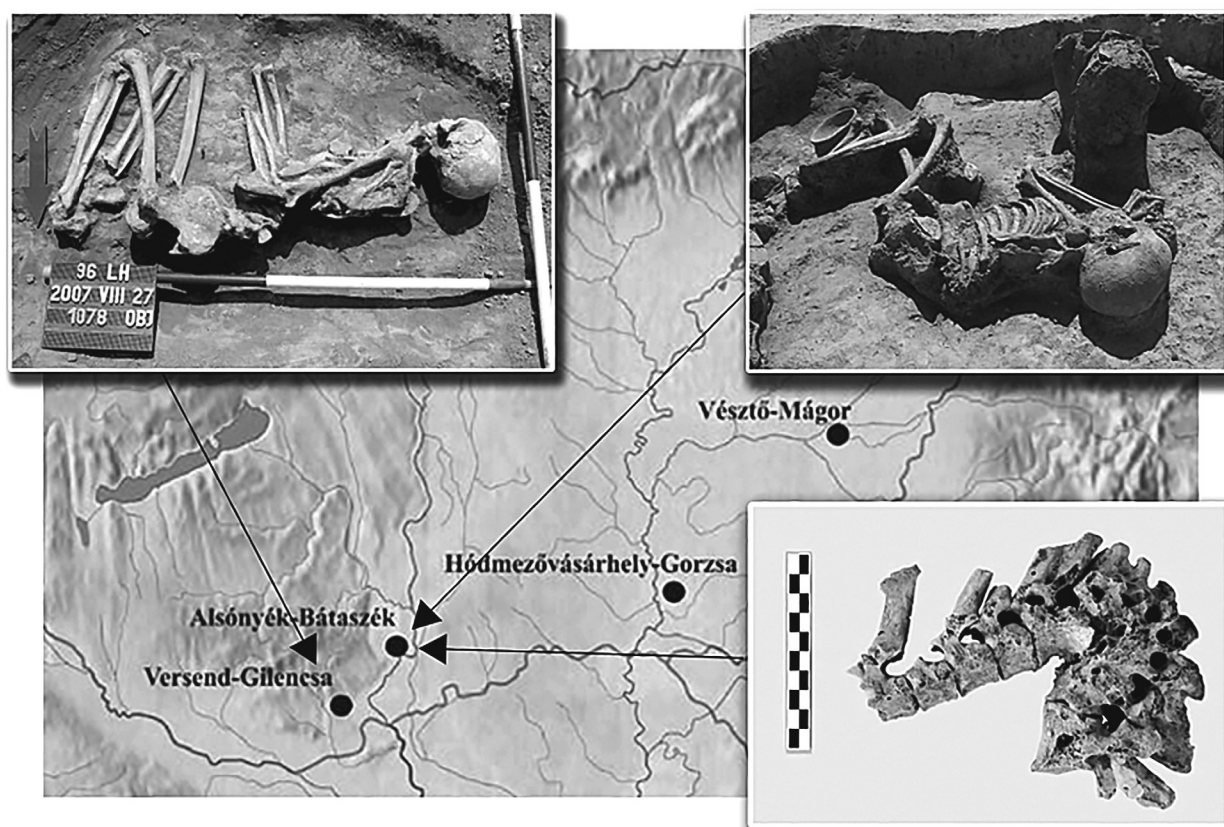 96 LH
2007 VIII 27
1078 OBJ
Vésztő-Mágor
Hódmezővásárhely-Gorzsa
Alsónyék-Bátaszék
Versend-Gilencsa